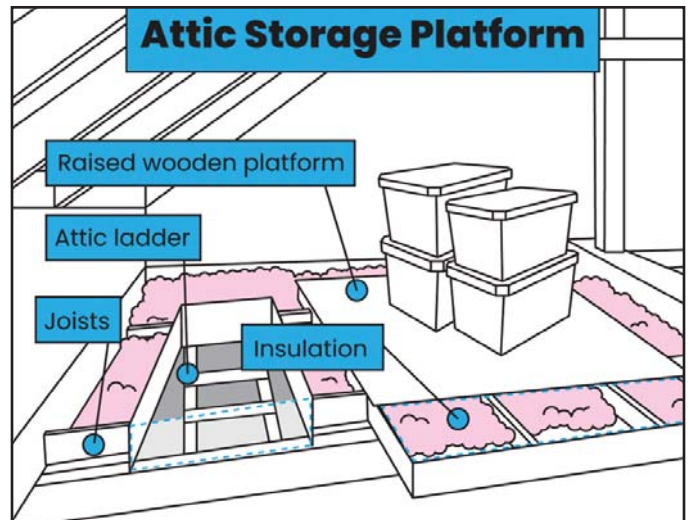 Attic Storage Platform
Raised wooden platform
Attic ladder
Joists
Insulation